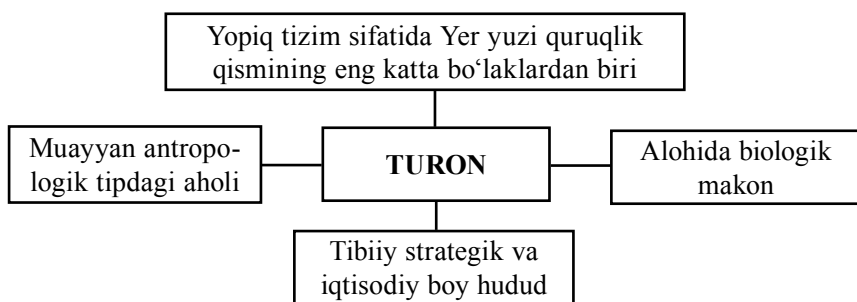 Yopiq tizim sifatida Yer yuzi quruqlik
qismining eng katta bo‘laklardan biri
Muayyan antropo-
logik tipdagi aholi
TURON
Alohida biologik
makon
Tibiiy strategik va
iqtisodiy boy hudud